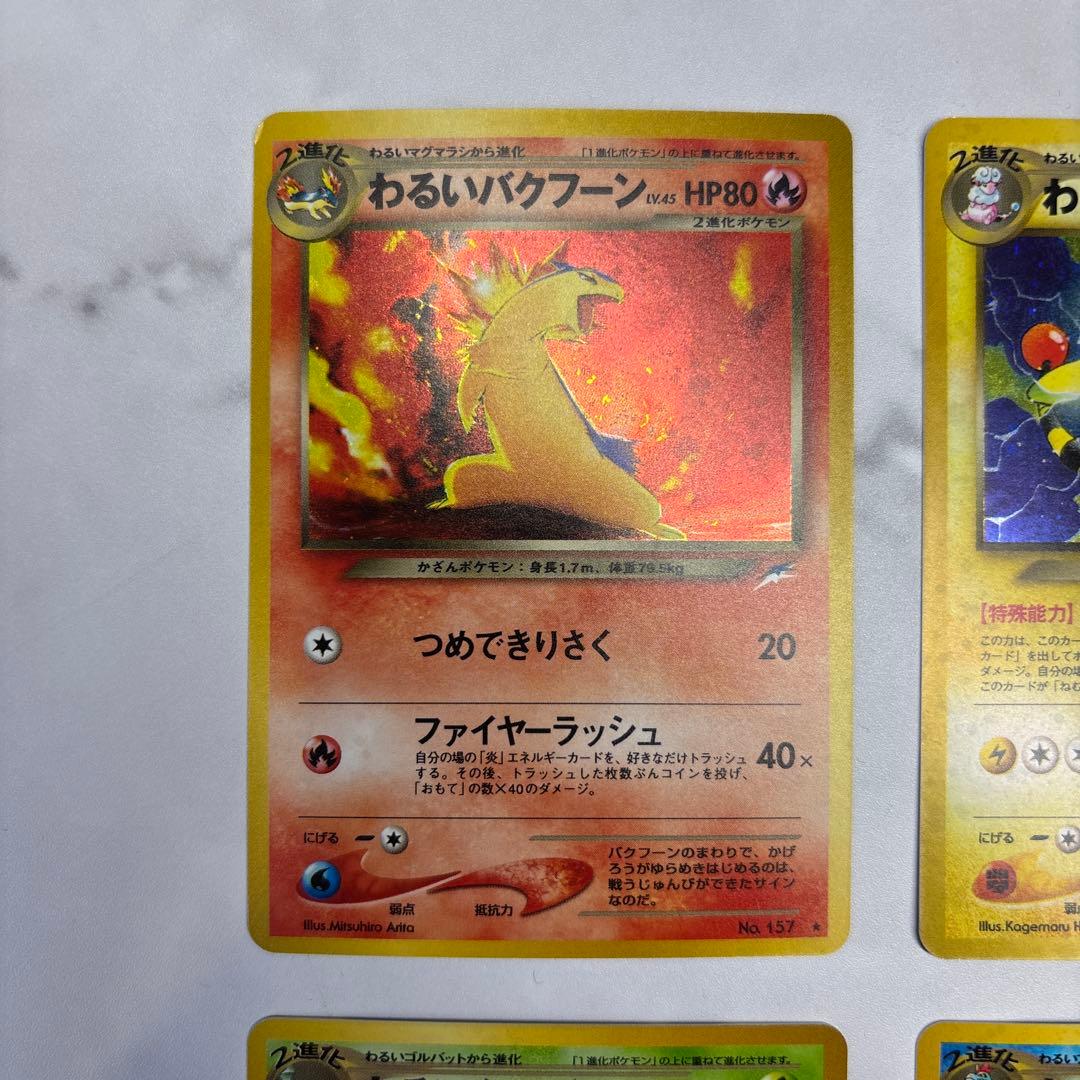 2進化
わるいマグマラシから進化
「1進化ポケモン」の上に重ねて進化させます。
わるいバクフーン LV.45 HP80
2進化ポケモン
かざんポケモン：身長1.7m、体重79.5kg
つめできりさく 20
ファイヤーラッシュ
自分の場の「炎」エネルギーカードを、好きなだけトラッシュ
する。その後、トラッシュした枚数ぶんコインを投げ、
「おもて」の数×40のダメージ。
40×
にげる
弱点
抵抗力
バクフーンのまわりで、かげ
ろうがゆらめきはじめるのは、
戦うじゅんびができたサイン
なのだ。
Illus.Mitsuhiro Arita
No. 157 ★
2進化
わるい
わ
【特殊能力】
この力は、このカー
カード」を出してポ
ダメージ。自分の場
このカードが「ねむ
にげる
弱点
Illus.Kagemaru H
2進化
わるいゴルバットから進化
「1進化ポケモン」の上に重ねて進化させます。
2進化
わるい